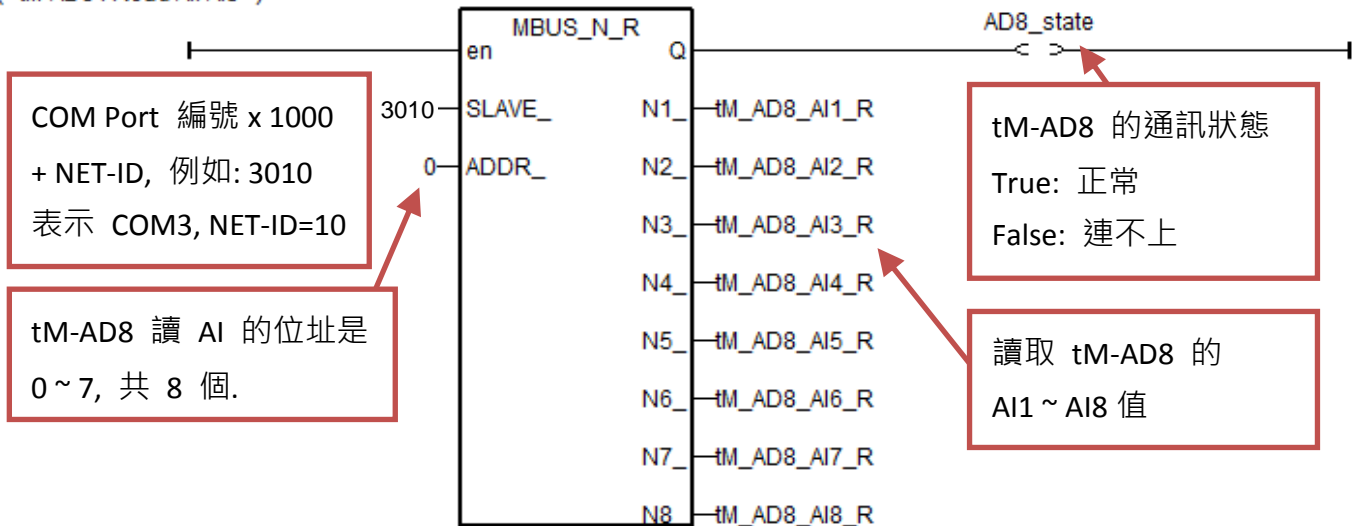 MBUS_N_R
AD8_state
en
Q
COM Port 編號 x 1000
+ NET-ID, 例如: 3010
表示 COM3, NET-ID=10
3010
SLAVE_
N1_
tM_AD8_AI1_R
tM-AD8 的通訊狀態
True: 正常
False: 連不上
0
ADDR_
N2_
tM_AD8_AI2_R
N3_
tM_AD8_AI3_R
N4_
tM_AD8_AI4_R
tM-AD8 讀 AI 的位址是
0 ~ 7, 共 8 個.
N5_
tM_AD8_AI5_R
讀取 tM-AD8 的
AI1 ~ AI8 值
N6_
tM_AD8_AI6_R
N7_
tM_AD8_AI7_R
N8_
tM_AD8_AI8_R